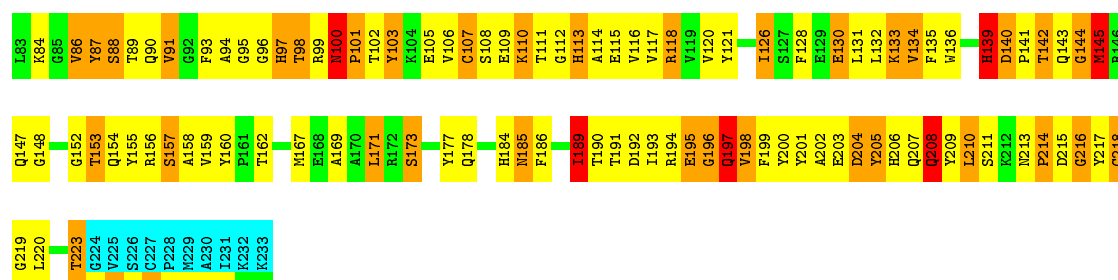 L83 K84 G85 V86 Y87 S88 T89 Q90 V91 G92 F93 A94 G95 G96 H97 T98 R99 N100 P101 T102 Y103 K104 E105 V106 C107 S108 E109 K110 T111 G112 H113 A114 E115 V116 V117 R118 V119 V120 Y121 I126 S127 F128 E129 E130 L131 L132 K133 V134 F135 W136 H139 D140 P141 T142 Q143 G144 M145 R146
Q147 G148 G152 T153 Q154 Y155 R156 S157 A158 V159 Y160 P161 T162 M167 E168 A169 A170 L171 R172 S173 Y177 Q178 H184 N185 F186 I189 T190 T191 D192 I193 R194 E195 G196 Q197 V198 F199 Y200 Y201 A202 E203 D204 Y205 H206 Q207 Q208 Y209 L210 S211 K212 N213 P214 D215 G216 Y217
G219 L220 T223 G224 V225 S226 C227 P228 M229 A230 I231 K232 K233